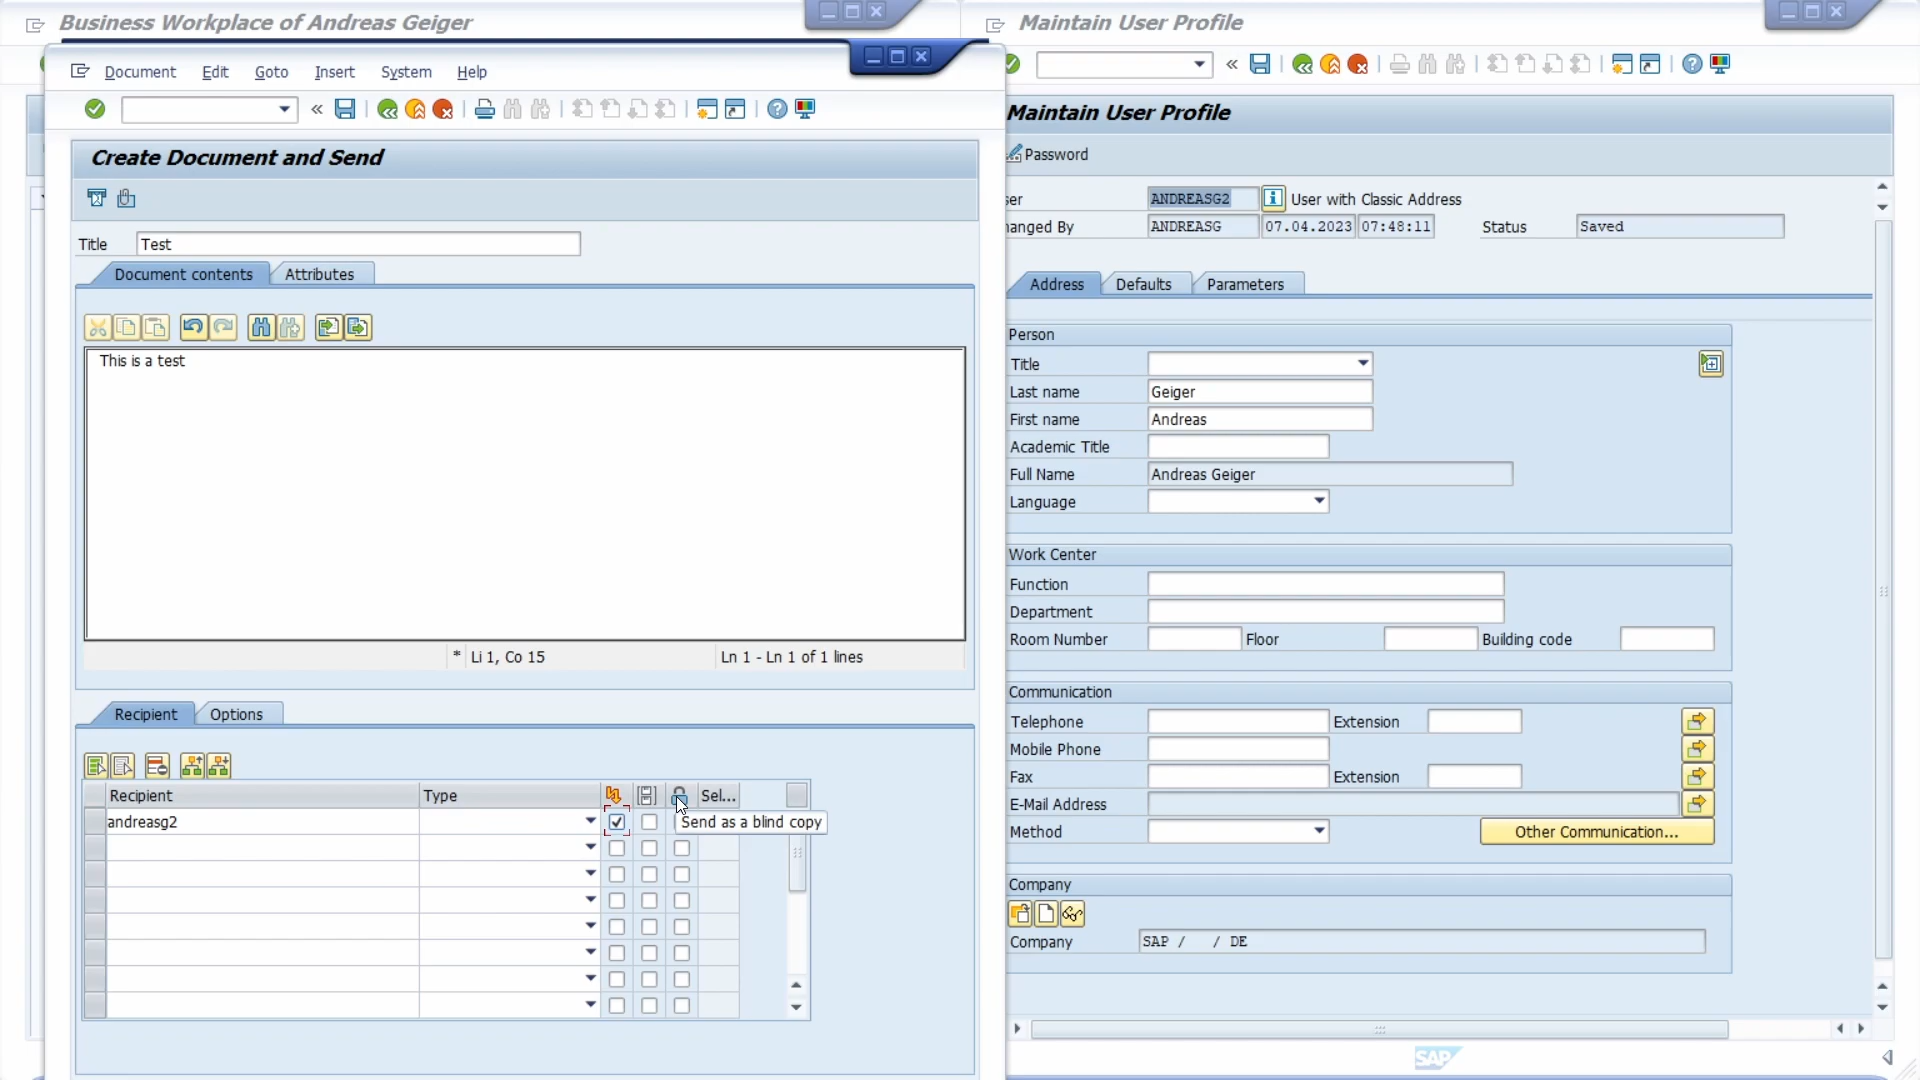 Business Workplace of Andreas Geiger
Document Edit Goto Insert System Help
Create Document and Send
Title Test
Document contents Attributes
This is a test
* Li 1, Co 15 Ln 1 - Ln 1 of 1 lines
Recipient Options
Recipient Type Sel...
andreasg2
Send as a blind copy
Maintain User Profile
Maintain User Profile
Password
ser ANDREASG2 User with Classic Address
hanged By ANDREASG 07.04.2023 07:48:11 Status Saved
Address Defaults Parameters
Person
Title
Last name Geiger
First name Andreas
Academic Title
Full Name Andreas Geiger
Language
Work Center
Function
Department
Room Number Floor Building code
Communication
Telephone Extension
Mobile Phone
Fax Extension
E-Mail Address
Method Other Communication...
Company
Company SAP / / DE
SAP